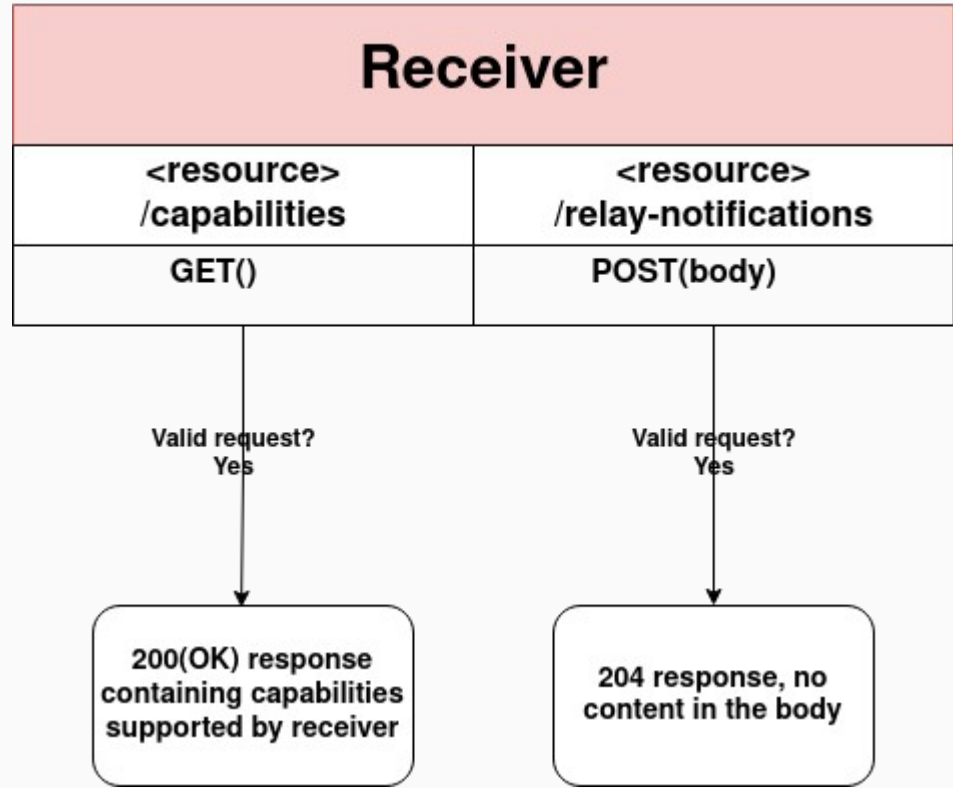 Receiver
<resource>
/capabilities
<resource>
/relay-notifications
GET()
POST(body)
Valid request?
Yes
Valid request?
Yes
200(OK) response
containing capabilities
supported by receiver
204 response, no
content in the body